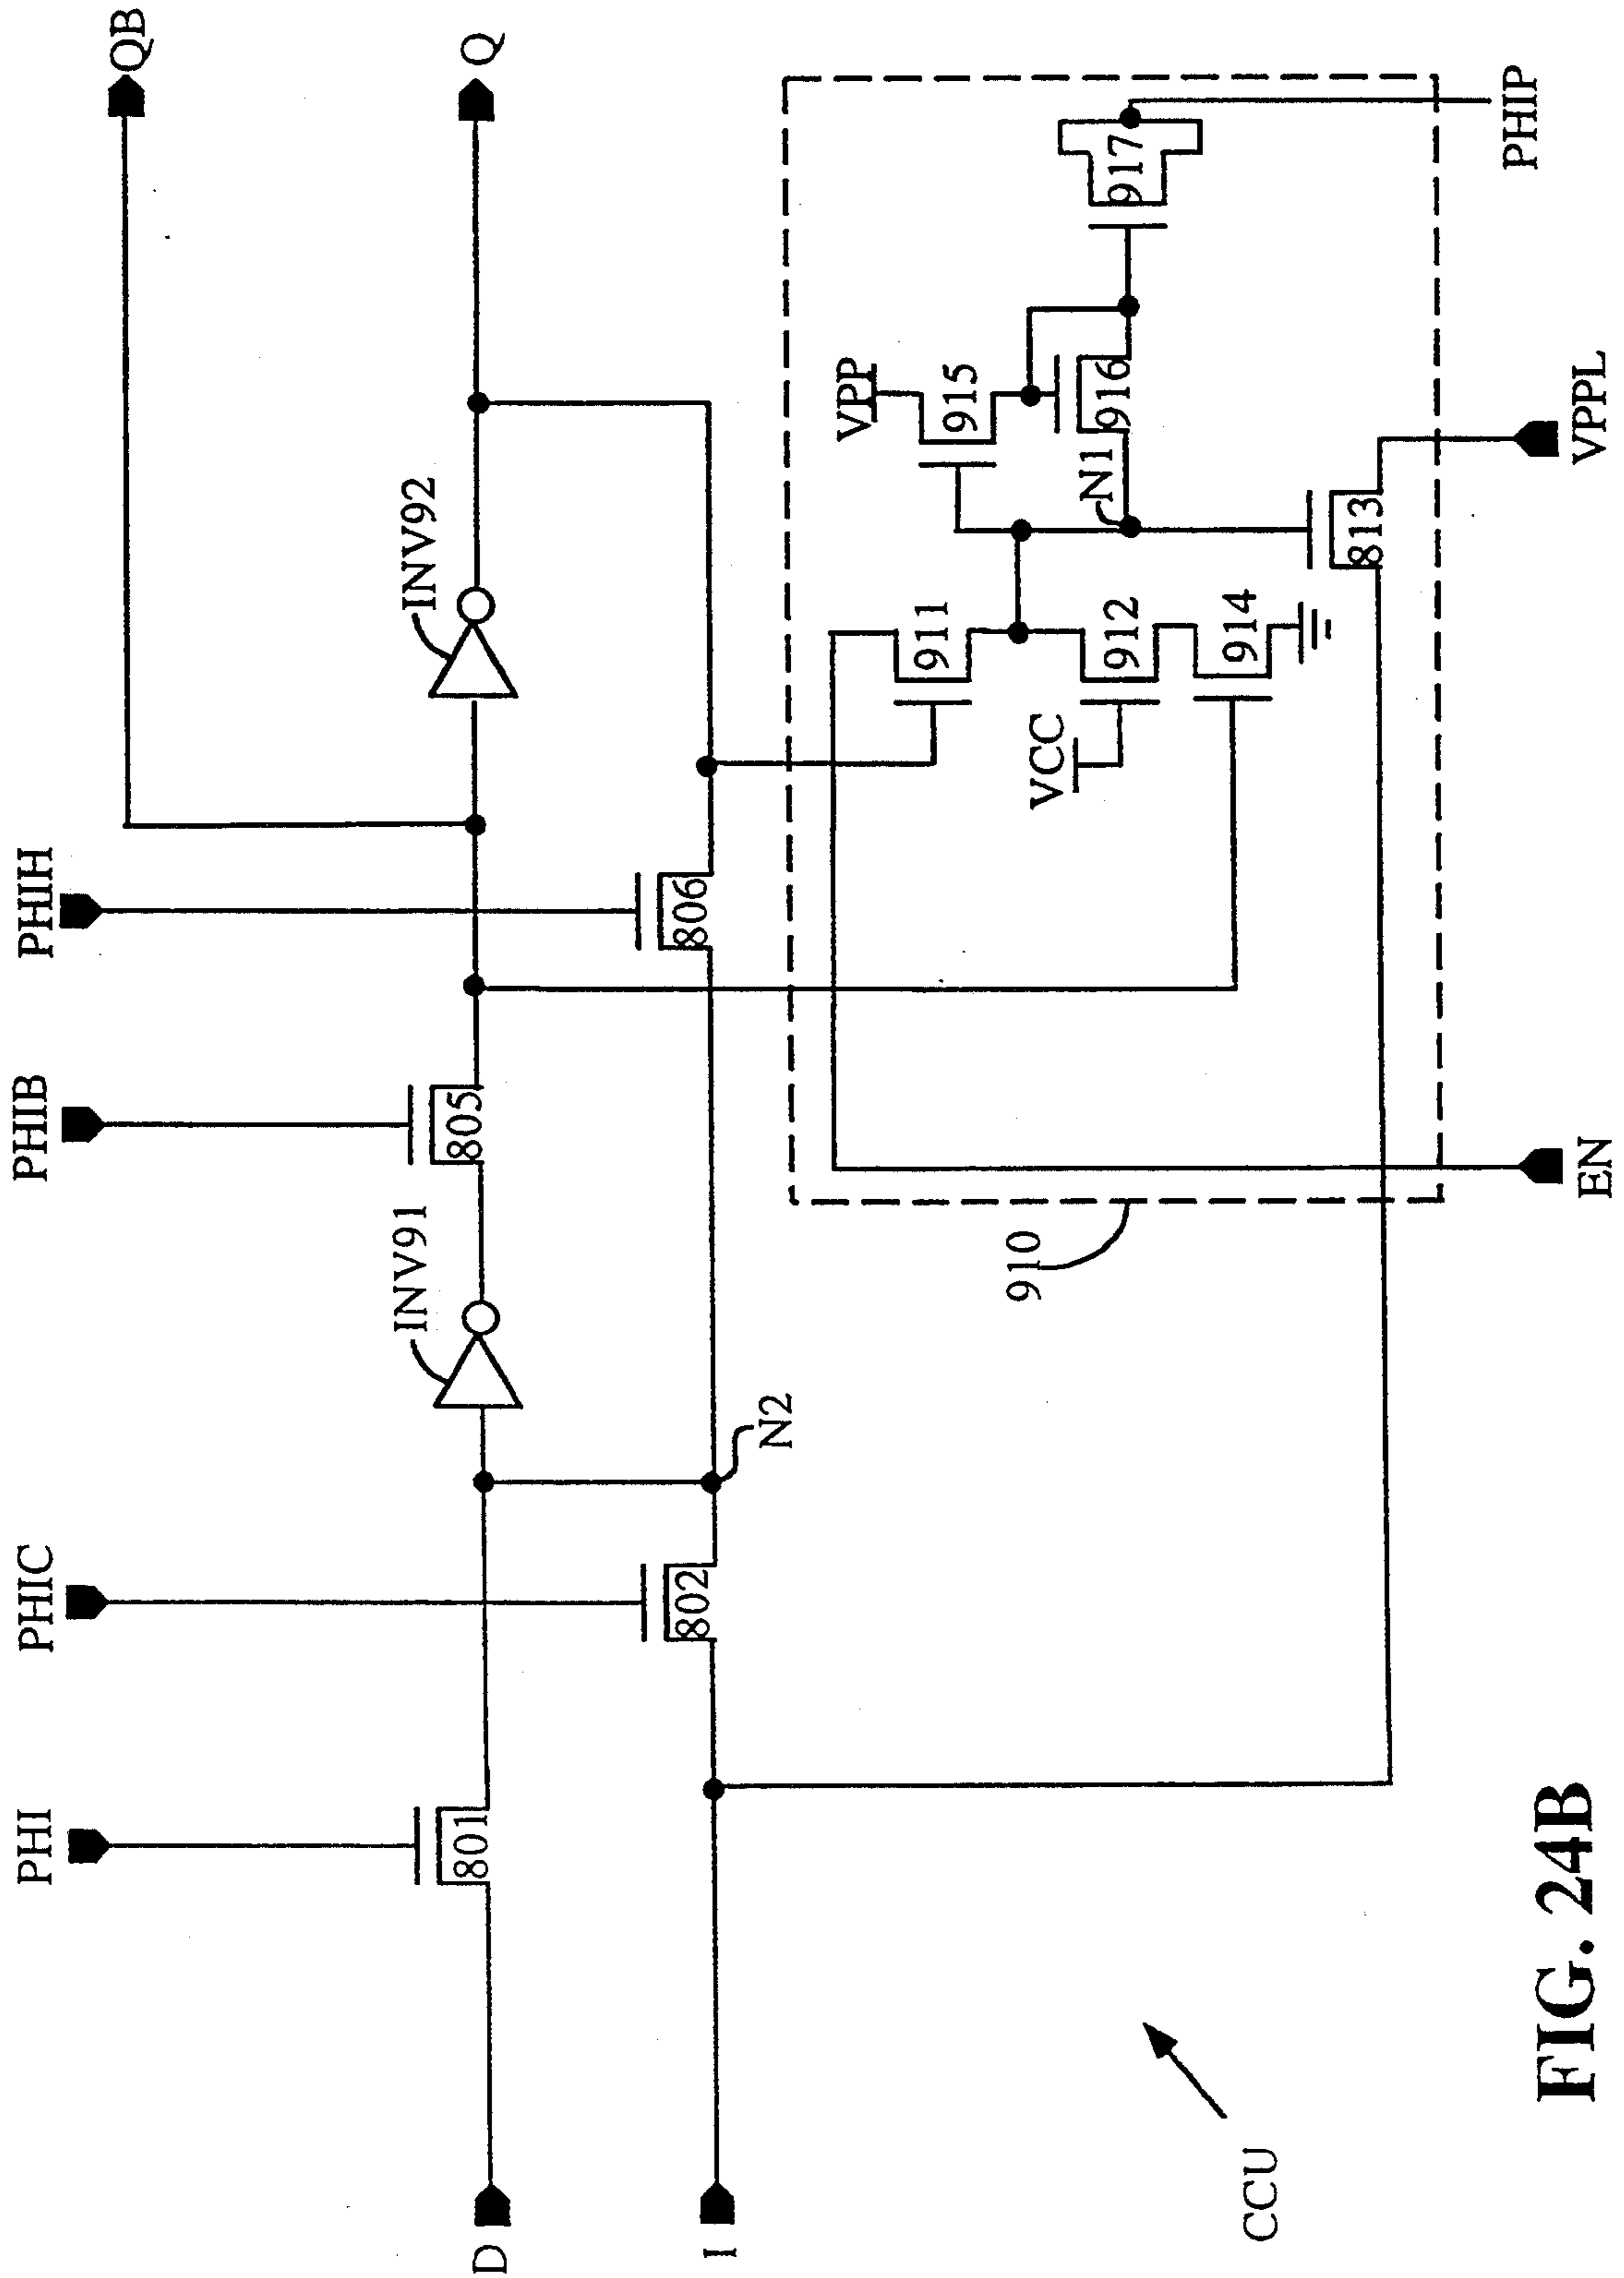 PHI
PHIC
PHIB
PHIH
QB
801
INV91
805
INV92
Q
D
802
N2
806
I
910
911
VPP
915
VCC
912
N1
916
917
914
813
EN
VPPL
PHIP
CCU
FIG. 24B